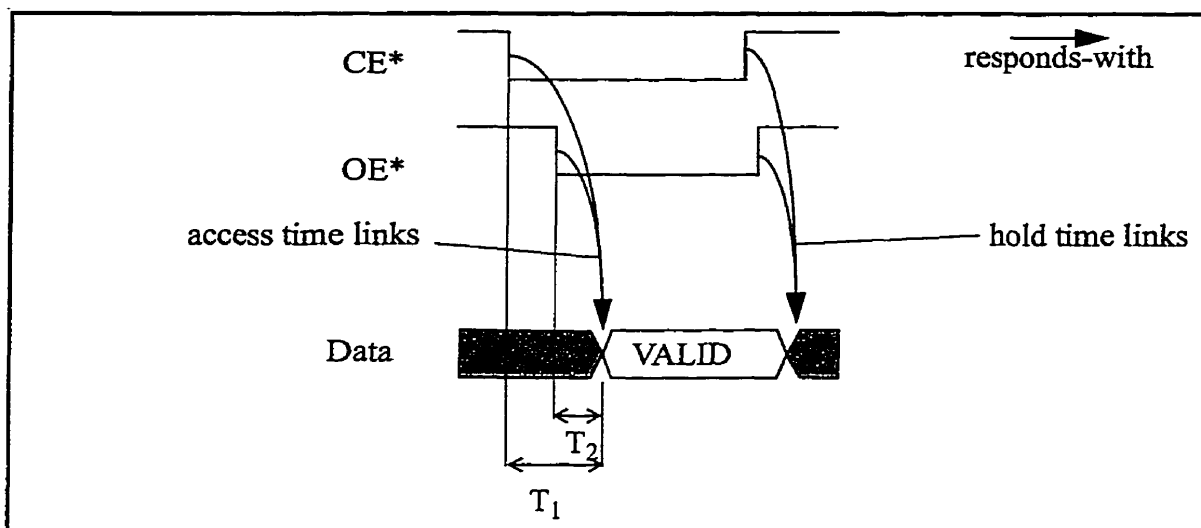 CE*
responds-with
OE*
access time links
hold time links
Data
VALID
T2
T1